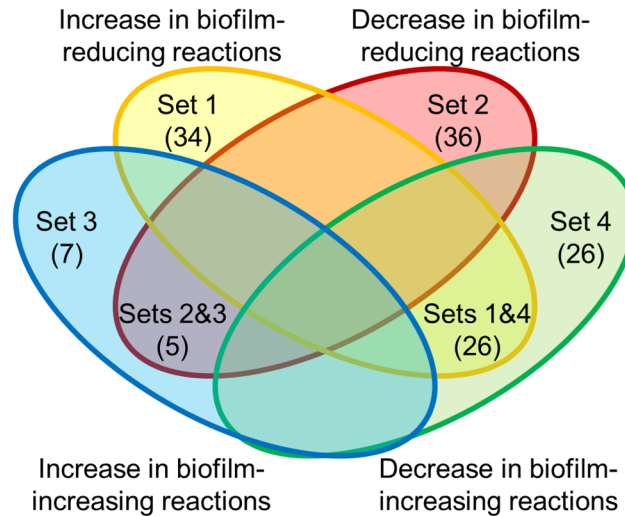 Increase in biofilm-
reducing reactions
Decrease in biofilm-
reducing reactions
Set 1
(34)
Set 2
(36)
Set 3
(7)
Set 4
(26)
Sets 2&3
(5)
Sets 1&4
(26)
Increase in biofilm-
increasing reactions
Decrease in biofilm-
increasing reactions